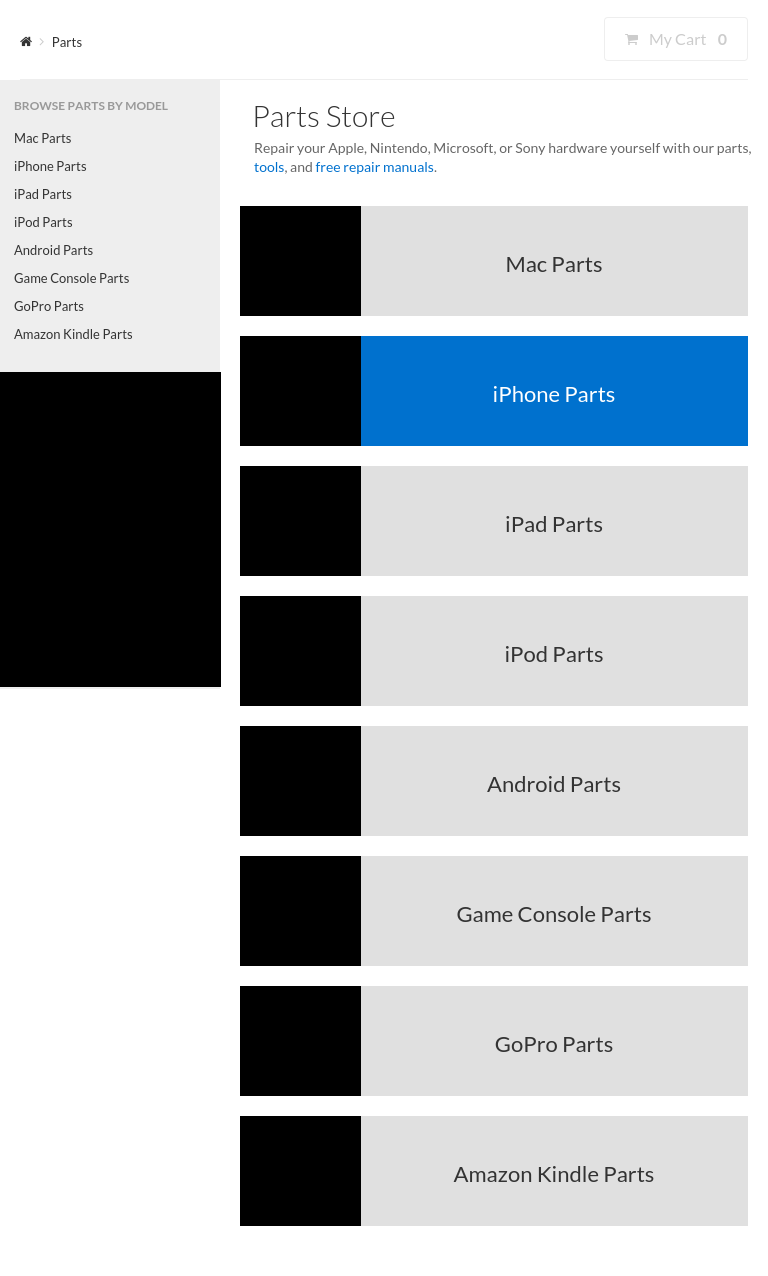 Parts
My Cart 0
BROWSE PARTS BY MODEL
Mac Parts
iPhone Parts
iPad Parts
iPod Parts
Android Parts
Game Console Parts
GoPro Parts
Amazon Kindle Parts
Parts Store
Repair your Apple, Nintendo, Microsoft, or Sony hardware yourself with our parts,
tools, and free repair manuals.
Mac Parts
iPhone Parts
iPad Parts
iPod Parts
Android Parts
Game Console Parts
GoPro Parts
Amazon Kindle Parts